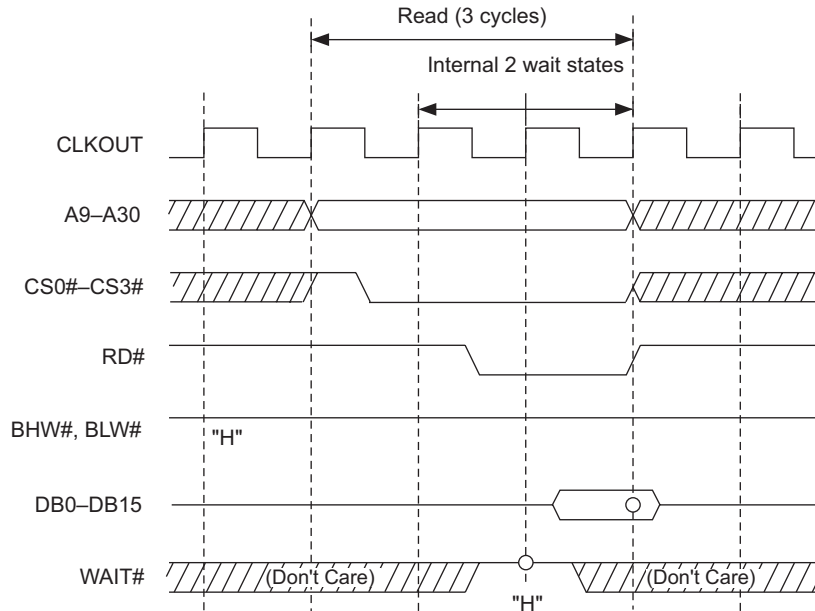 Read (3 cycles)
Internal 2 wait states
CLKOUT
A9–A30
CS0#–CS3#
RD#
BHW#, BLW#
"H"
DB0–DB15
WAIT#
(Don't Care)
(Don't Care)
"H"